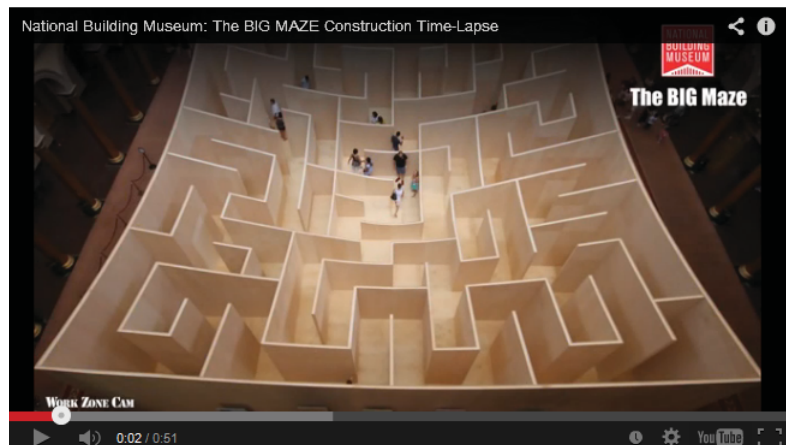 National Building Museum: The BIG MAZE Construction Time-Lapse
NATIONAL
BUILDING
MUSEUM
The BIG Maze
WORK ZONE CAM
0:02 / 0:51
YouTube